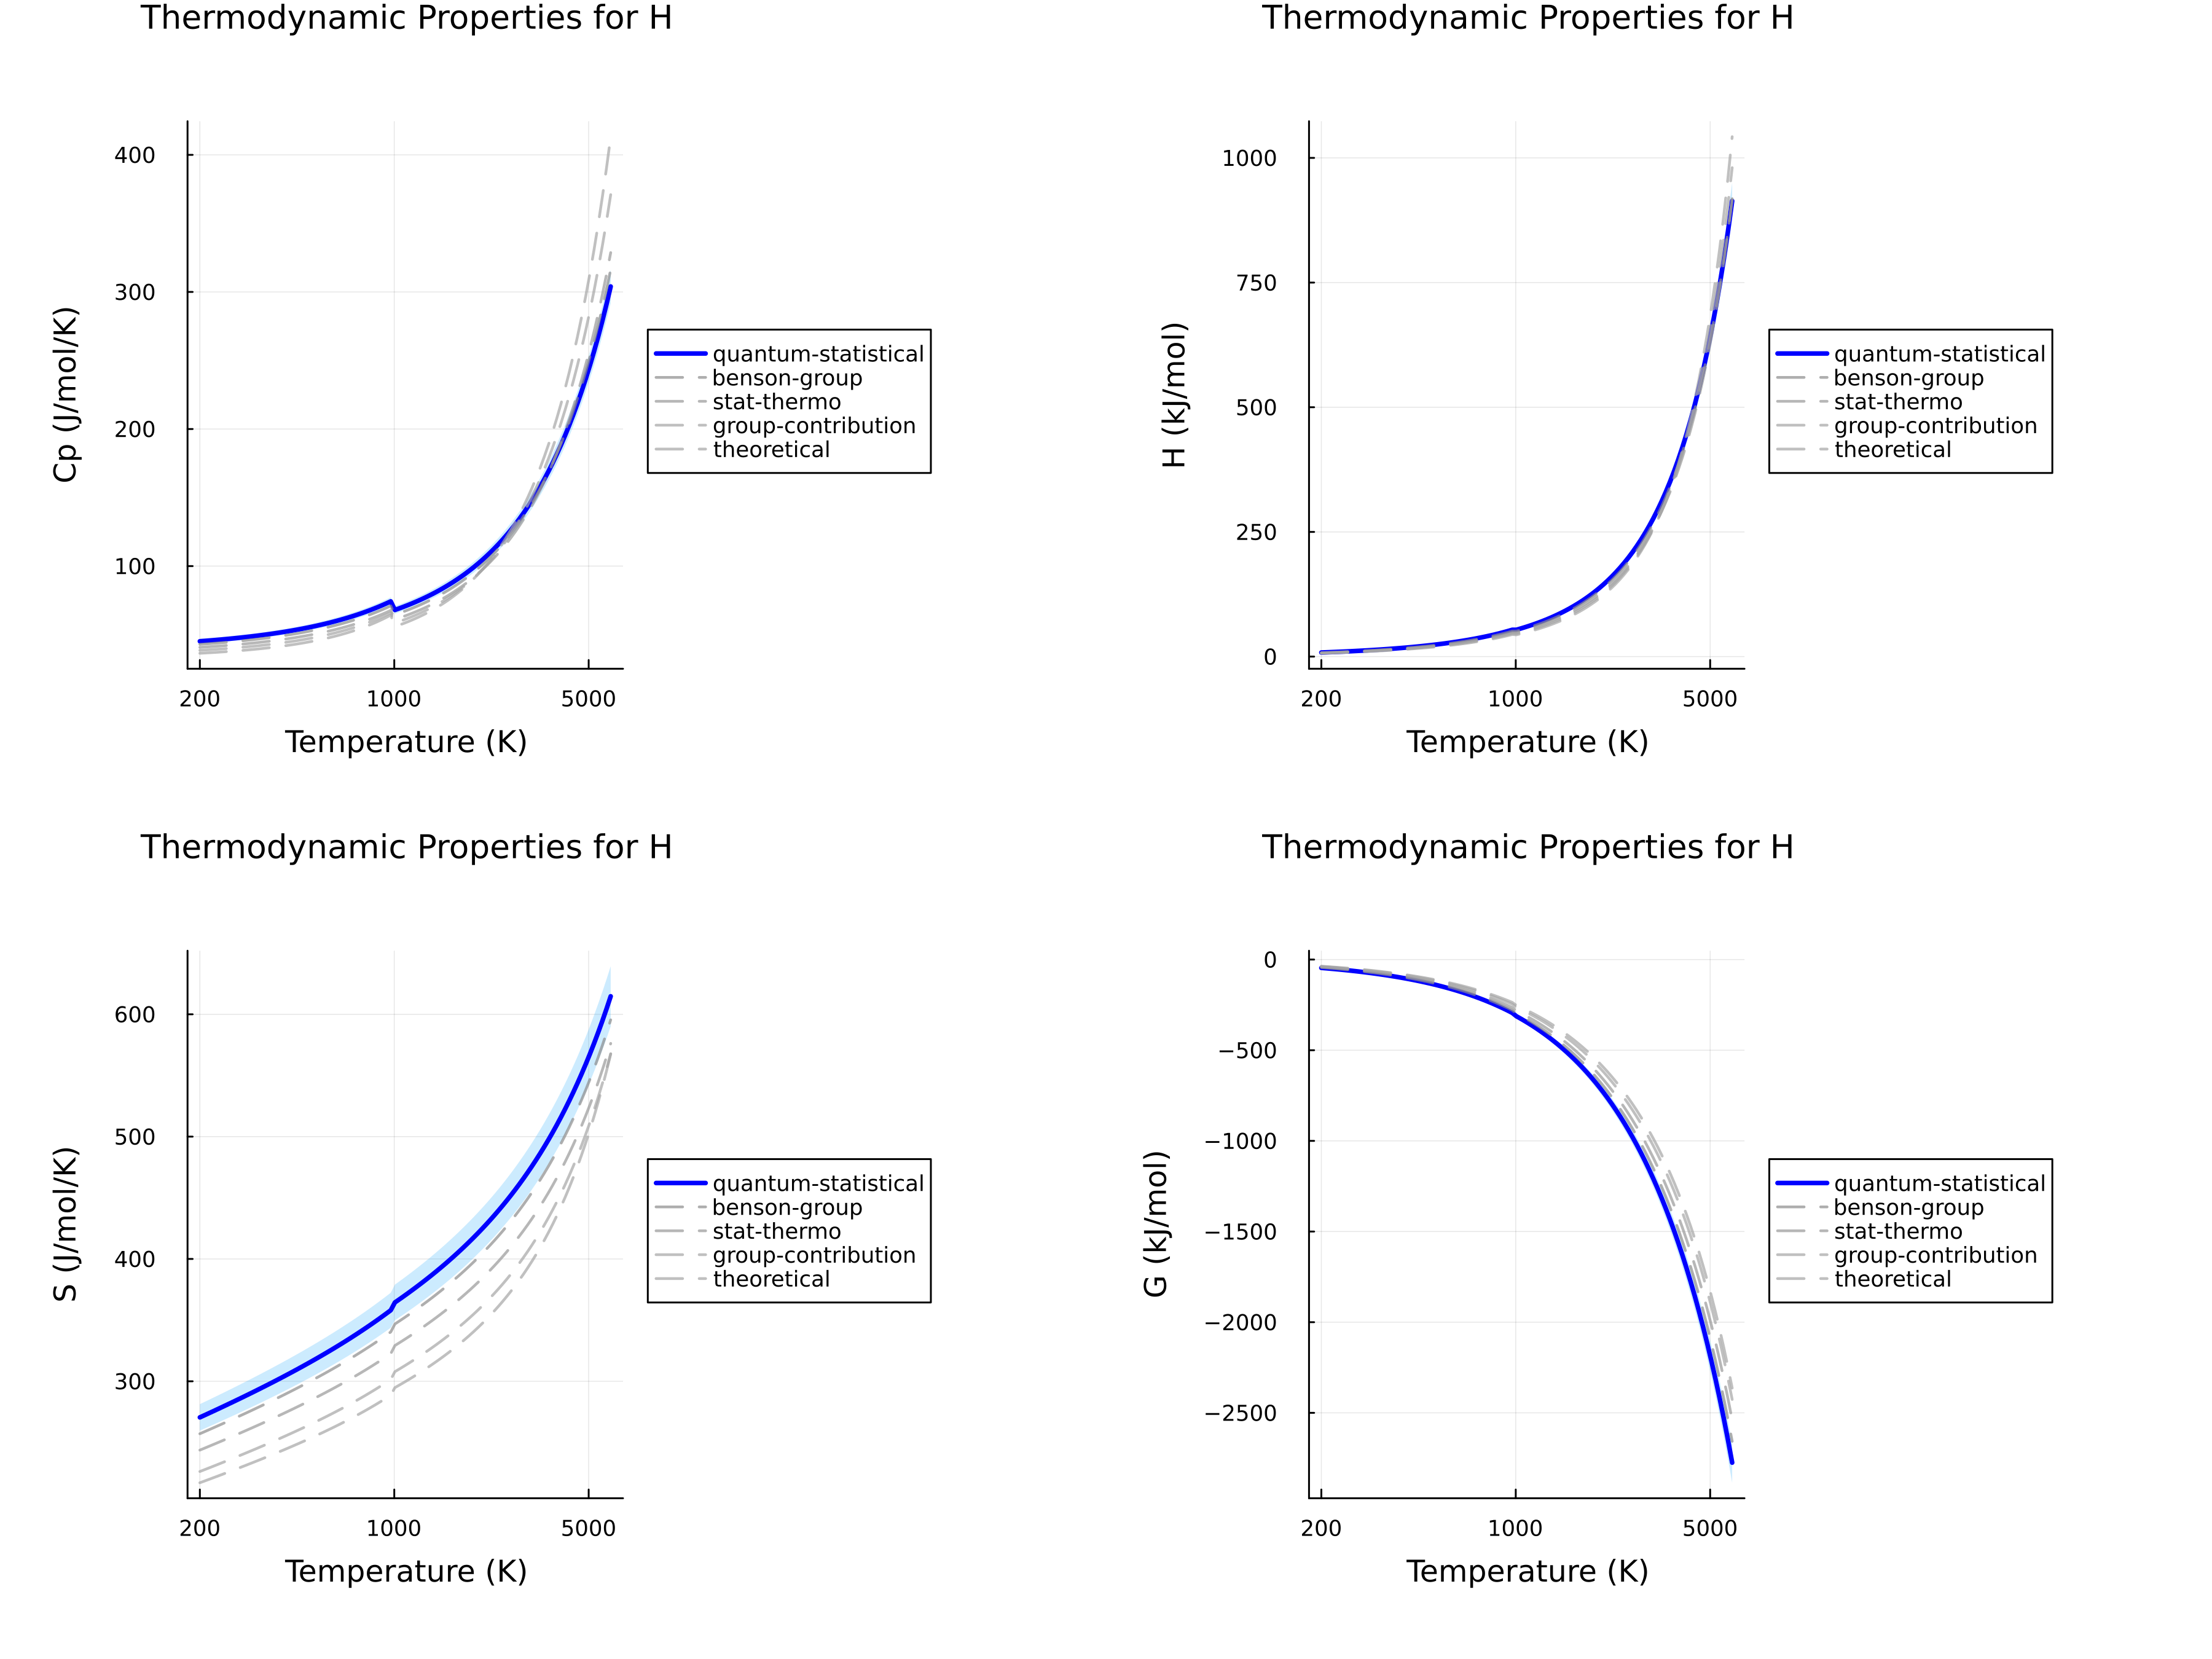 Thermodynamic Properties for H
400
300
200
100
Cp (J/mol/K)
200 1000 5000
Temperature (K)
quantum-statistical
benson-group
stat-thermo
group-contribution
theoretical
Thermodynamic Properties for H
1000
750
500
250
0
H (kJ/mol)
200 1000 5000
Temperature (K)
quantum-statistical
benson-group
stat-thermo
group-contribution
theoretical
Thermodynamic Properties for H
600
500
400
300
S (J/mol/K)
200 1000 5000
Temperature (K)
quantum-statistical
benson-group
stat-thermo
group-contribution
theoretical
Thermodynamic Properties for H
0
−500
−1000
−1500
−2000
−2500
G (kJ/mol)
200 1000 5000
Temperature (K)
quantum-statistical
benson-group
stat-thermo
group-contribution
theoretical